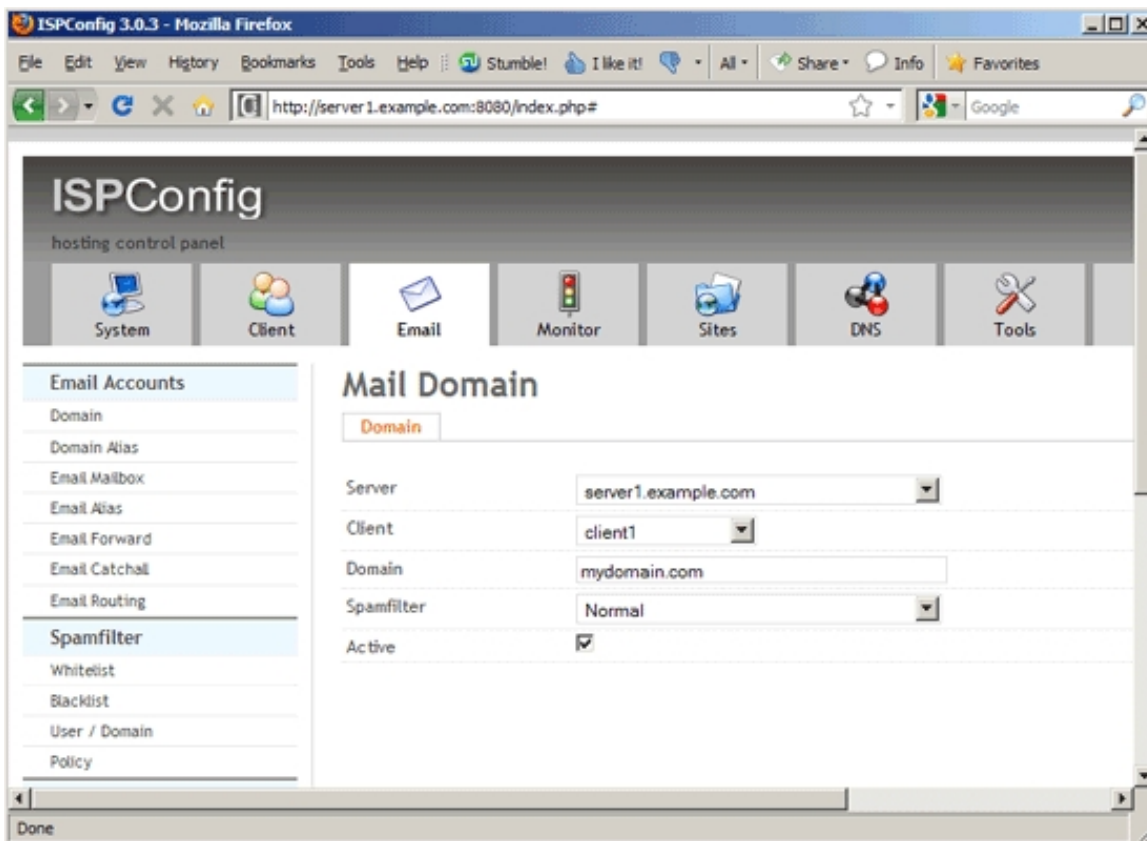 ISPConfig 3.0.3 - Mozilla Firefox
File Edit View History Bookmarks Tools Help Stumble! I like it! All Share Info Favorites
http://server1.example.com:8080/index.php# Google
ISPConfig
hosting control panel
System Client Email Monitor Sites DNS Tools
Email Accounts
Domain
Domain Alias
Email Mailbox
Email Alias
Email Forward
Email Catchall
Email Routing
Spamfilter
Whitelist
Blacklist
User / Domain
Policy
Mail Domain
Domain
Server server1.example.com
Client client1
Domain mydomain.com
Spamfilter Normal
Active
Done